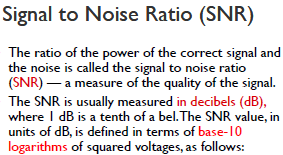 Signal to Noise Ratio (SNR)
The ratio of the power of the correct signal and
the noise is called the signal to noise ratio
(SNR) — a measure of the quality of the signal.
The SNR is usually measured in decibels (dB),
where 1 dB is a tenth of a bel. The SNR value, in
units of dB, is defined in terms of base-10
logarithms of squared voltages, as follows: